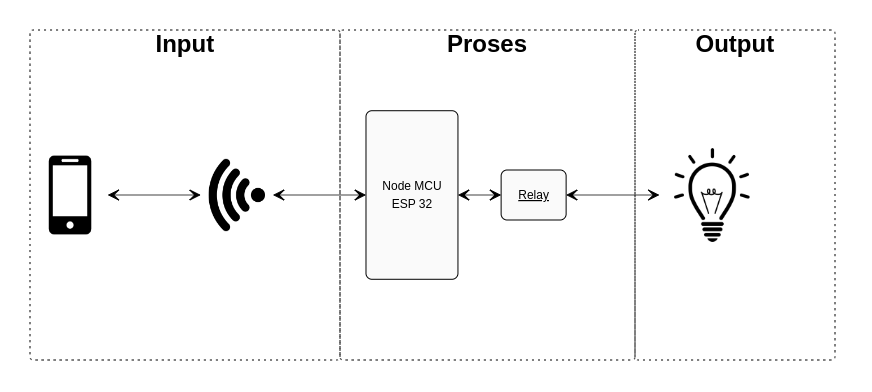 Input
Proses
Output
Node MCU
ESP 32
Relay